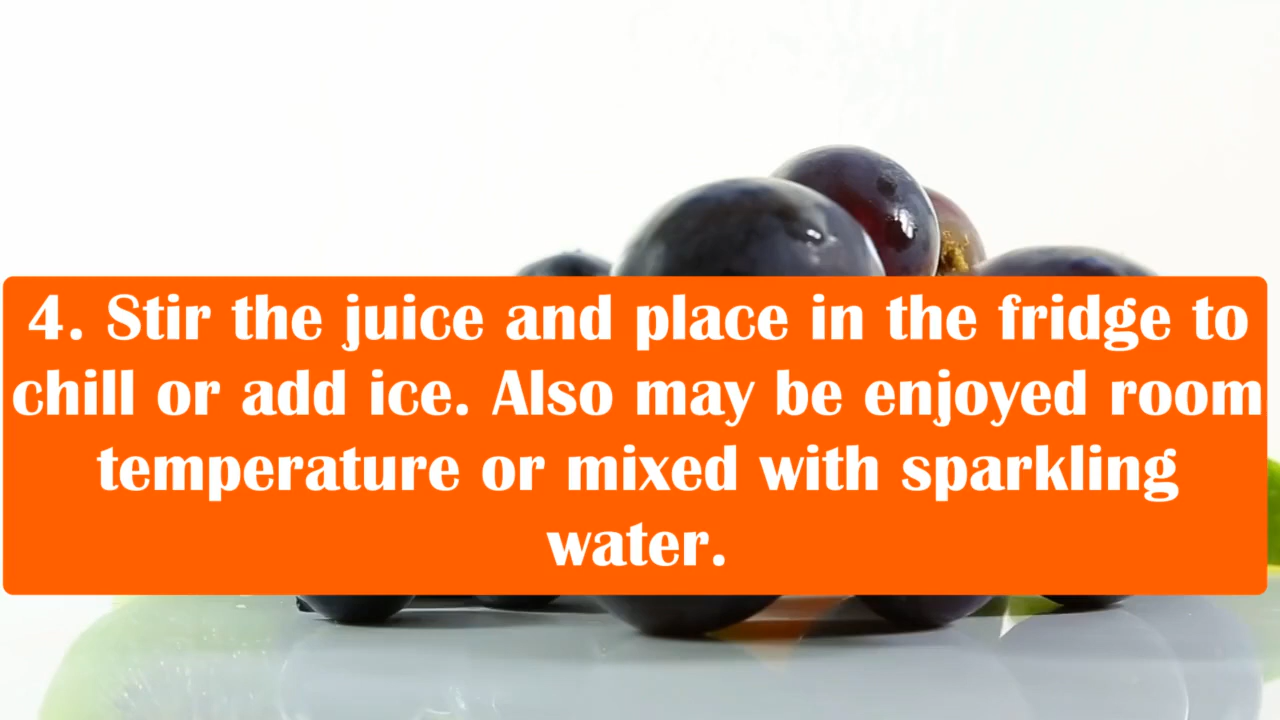 4. Stir the juice and place in the fridge to
chill or add ice. Also may be enjoyed room
temperature or mixed with sparkling
water.